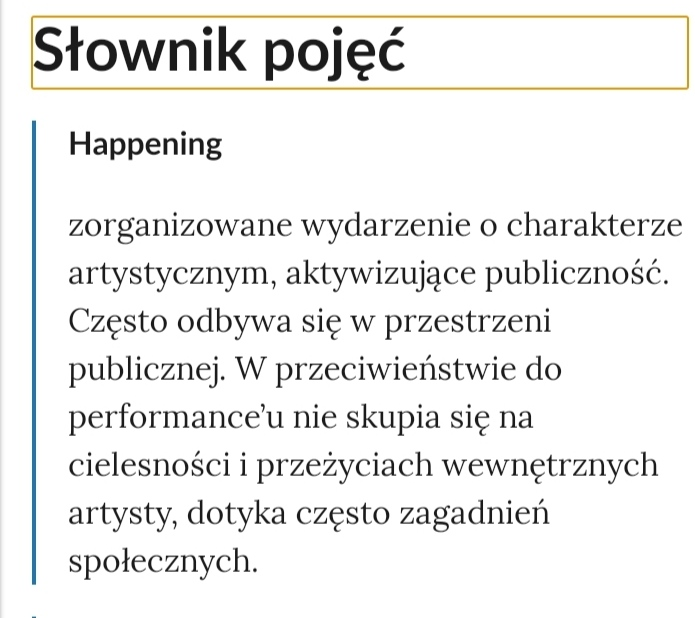 Słownik pojęć
Happening
zorganizowane wydarzenie o charakterze
artystycznym, aktywizujące publiczność.
Często odbywa się w przestrzeni
publicznej. W przeciwieństwie do
performance’u nie skupia się na
cielesności i przeżyciach wewnętrznych
artysty, dotyka często zagadnień
społecznych.